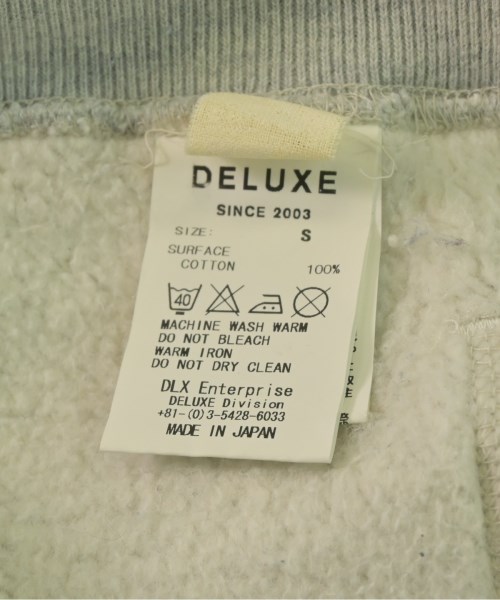 DELUXE
SINCE 2003
SIZE: S
SURFACE
COTTON 100%
40
MACHINE WASH WARM
DO NOT BLEACH
WARM IRON
DO NOT DRY CLEAN
DLX Enterprise
DELUXE Division
+81-(0)3-5428-6033
MADE IN JAPAN